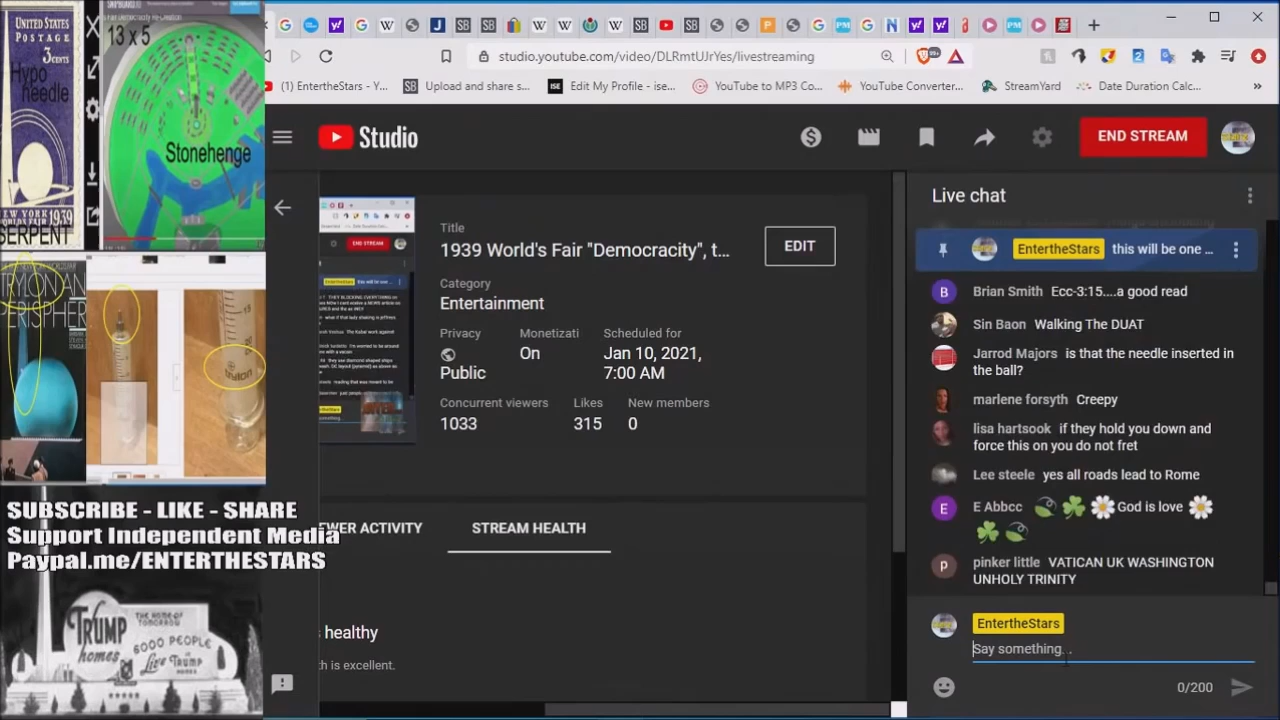 UNITED STATES
POSTAGE
3 CENTS
Hypo
needle
NEW YORK
WORLD'S FAIR 1939
SERPENT
13 x 5
Stonehenge
TRYLON AN
PERISPHER
SUBSCRIBE - LIKE - SHARE
Support Independent Media
Paypal.me/ENTERTHESTARS
TRUMP
homes
THE HOME OF
TOMORROW
6000 PEOPLE
Live in TRUMP
HOMES
studio.youtube.com/video/DLRmtUJrYes/livestreaming
(1) EntertheStars - Y...
Upload and share s...
Edit My Profile - ise...
YouTube to MP3 Co...
YouTube Converter...
StreamYard
Date Duration Calc...
»
Studio
END STREAM
Title
1939 World's Fair "Democracity", t...
EDIT
Category
Entertainment
Privacy
Public
Monetizati
On
Scheduled for
Jan 10, 2021,
7:00 AM
Concurrent viewers
1033
Likes
315
New members
0
EWER ACTIVITY
STREAM HEALTH
s healthy
th is excellent.
Live chat
EntertheStars this will be one ...
Brian Smith Ecc-3:15....a good read
Sin Baon Walking The DUAT
Jarrod Majors is that the needle inserted in
the ball?
marlene forsyth Creepy
lisa hartsook if they hold you down and
force this on you do not fret
Lee steele yes all roads lead to Rome
E Abbcc God is love
pinker little VATICAN UK WASHINGTON
UNHOLY TRINITY
EntertheStars
Say something...
0/200